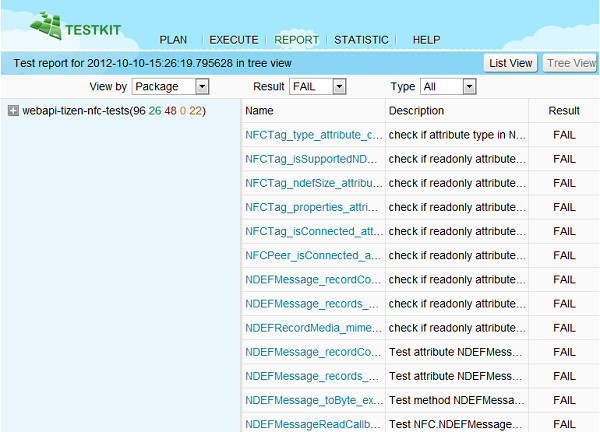 TESTKIT
PLAN EXECUTE REPORT STATISTIC HELP
Test report for 2012-10-10-15:26:19.795628 in tree view List View Tree View
View by Package Result FAIL Type All
webapi-tizen-nfc-tests(96 26 48 0 22)
Name Description Result
NFCTag_type_attribute_c... check if attribute type in N... FAIL
NFCTag_isSupportedND... check if readonly attribute... FAIL
NFCTag_ndefSize_attribu... check if readonly attribute... FAIL
NFCTag_properties_attri... check if readonly attribute... FAIL
NFCTag_isConnected_att... check if readonly attribute... FAIL
NFCPeer_isConnected_a... check if readonly attribute... FAIL
NDEFMessage_recordCo... check if readonly attribute... FAIL
NDEFMessage_records_... check if readonly attribute... FAIL
NDEFRecordMedia_mime... check if readonly attribute... FAIL
NDEFMessage_recordCo... Test attribute NDEFMess... FAIL
NDEFMessage_records_... Test attribute NDEFMess... FAIL
NDEFMessage_toByte_ex... Test method NDEFMessa... FAIL
NDEFMessageReadCallb... Test NFC.NDEFMessage... FAIL